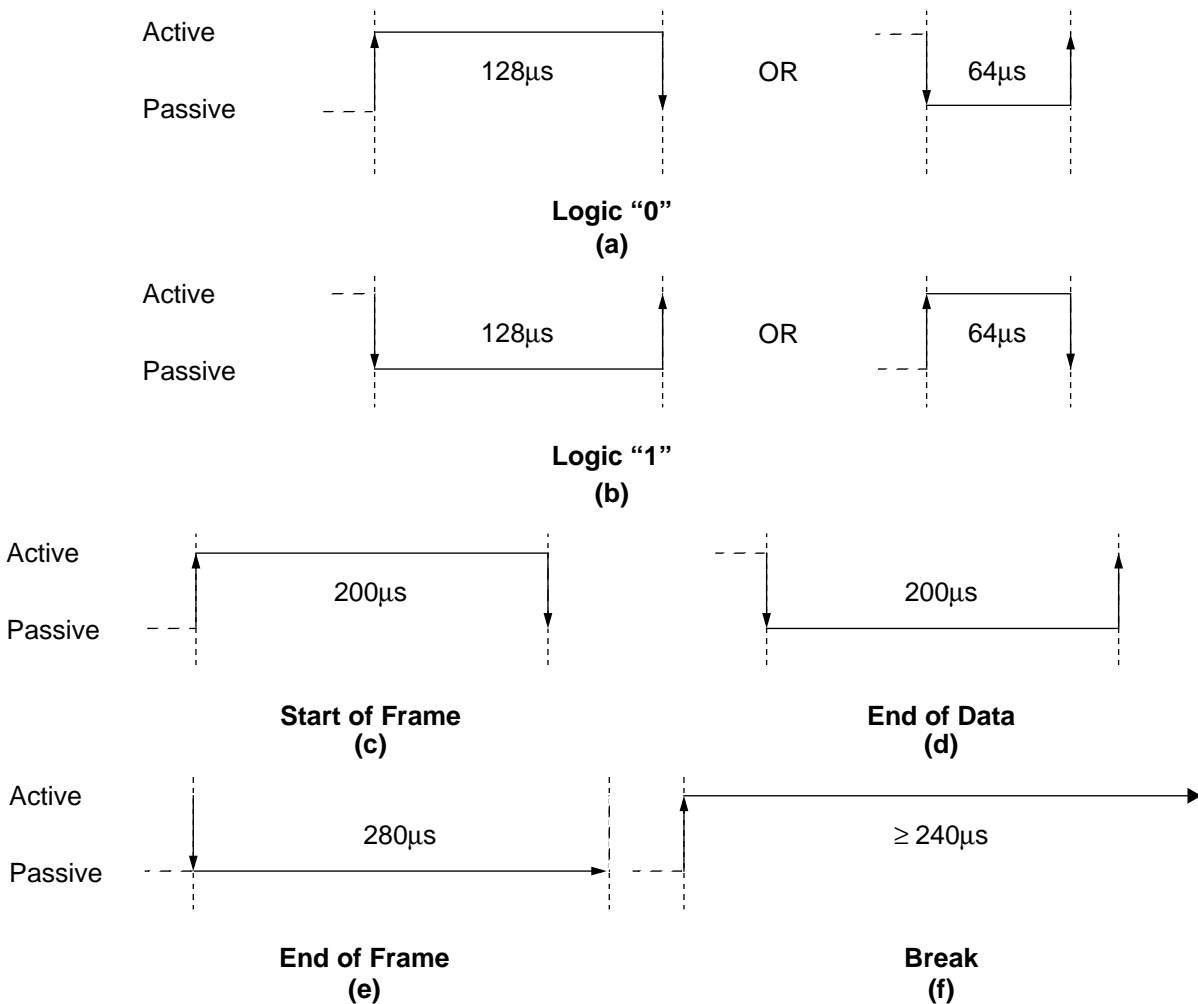 Active
128μs
OR
64μs
Passive
Logic “0”
(a)
Active
128μs
OR
64μs
Passive
Logic “1”
(b)
Active
200μs
200μs
Passive
Start of Frame
(c)
End of Data
(d)
Active
280μs
≥ 240μs
Passive
End of Frame
(e)
Break
(f)